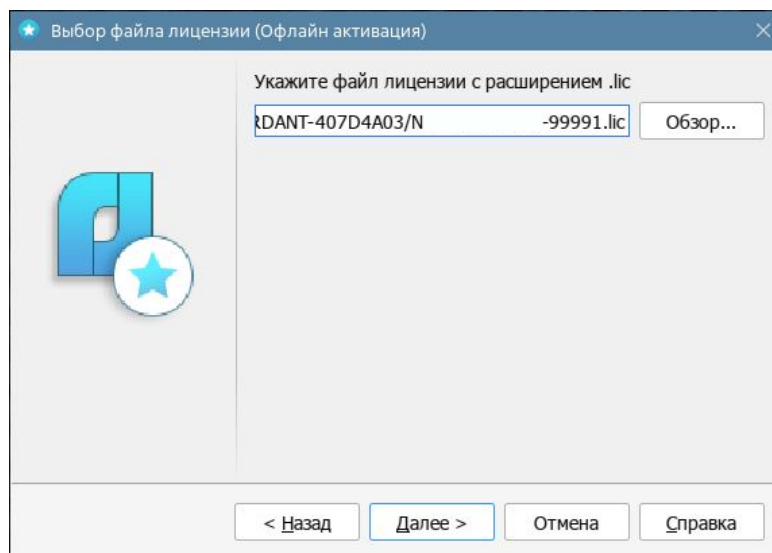 Выбор файла лицензии (Офлайн активация)
Укажите файл лицензии с расширением .lic
RDANT-407D4A03/N -99991.lic
Обзор...
< Назад
Далее >
Отмена
Справка